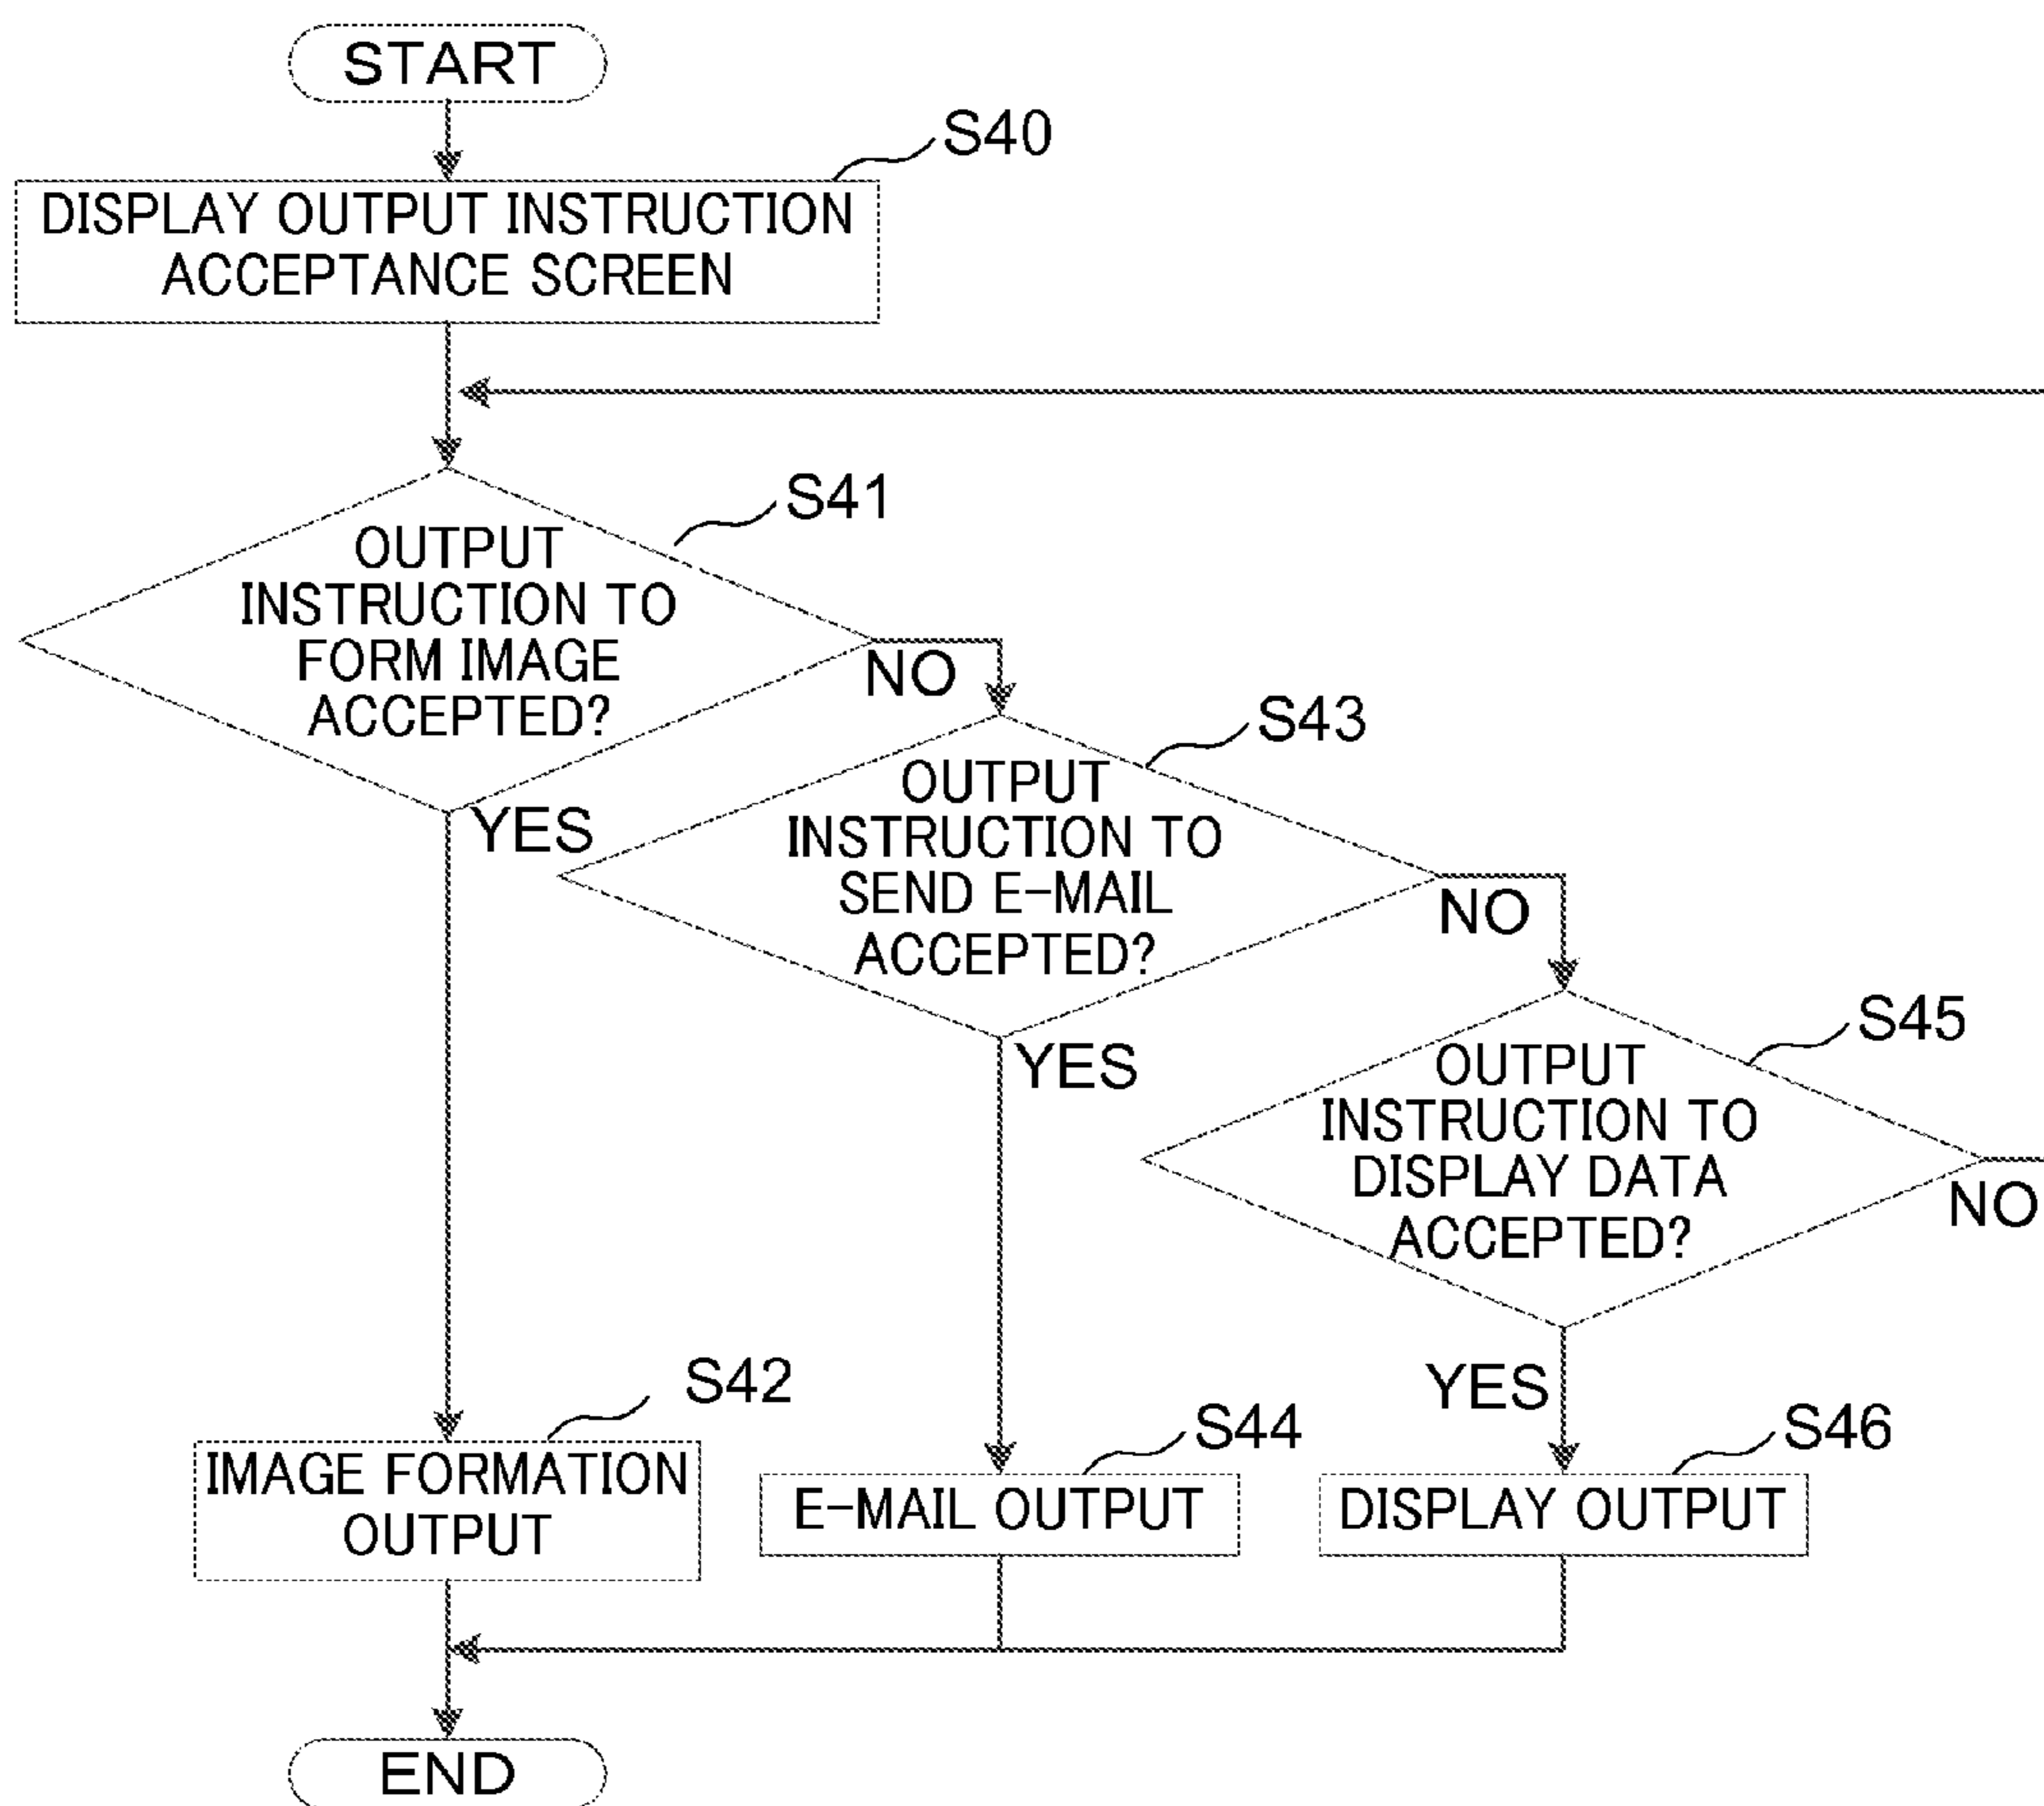 START
S40
DISPLAY OUTPUT INSTRUCTION
ACCEPTANCE SCREEN
S41
OUTPUT
INSTRUCTION TO
FORM IMAGE
ACCEPTED?
NO
YES
S43
OUTPUT
INSTRUCTION TO
SEND E-MAIL
ACCEPTED?
NO
YES
S45
OUTPUT
INSTRUCTION TO
DISPLAY DATA
ACCEPTED?
NO
YES
S42
IMAGE FORMATION
OUTPUT
S44
E-MAIL OUTPUT
S46
DISPLAY OUTPUT
END